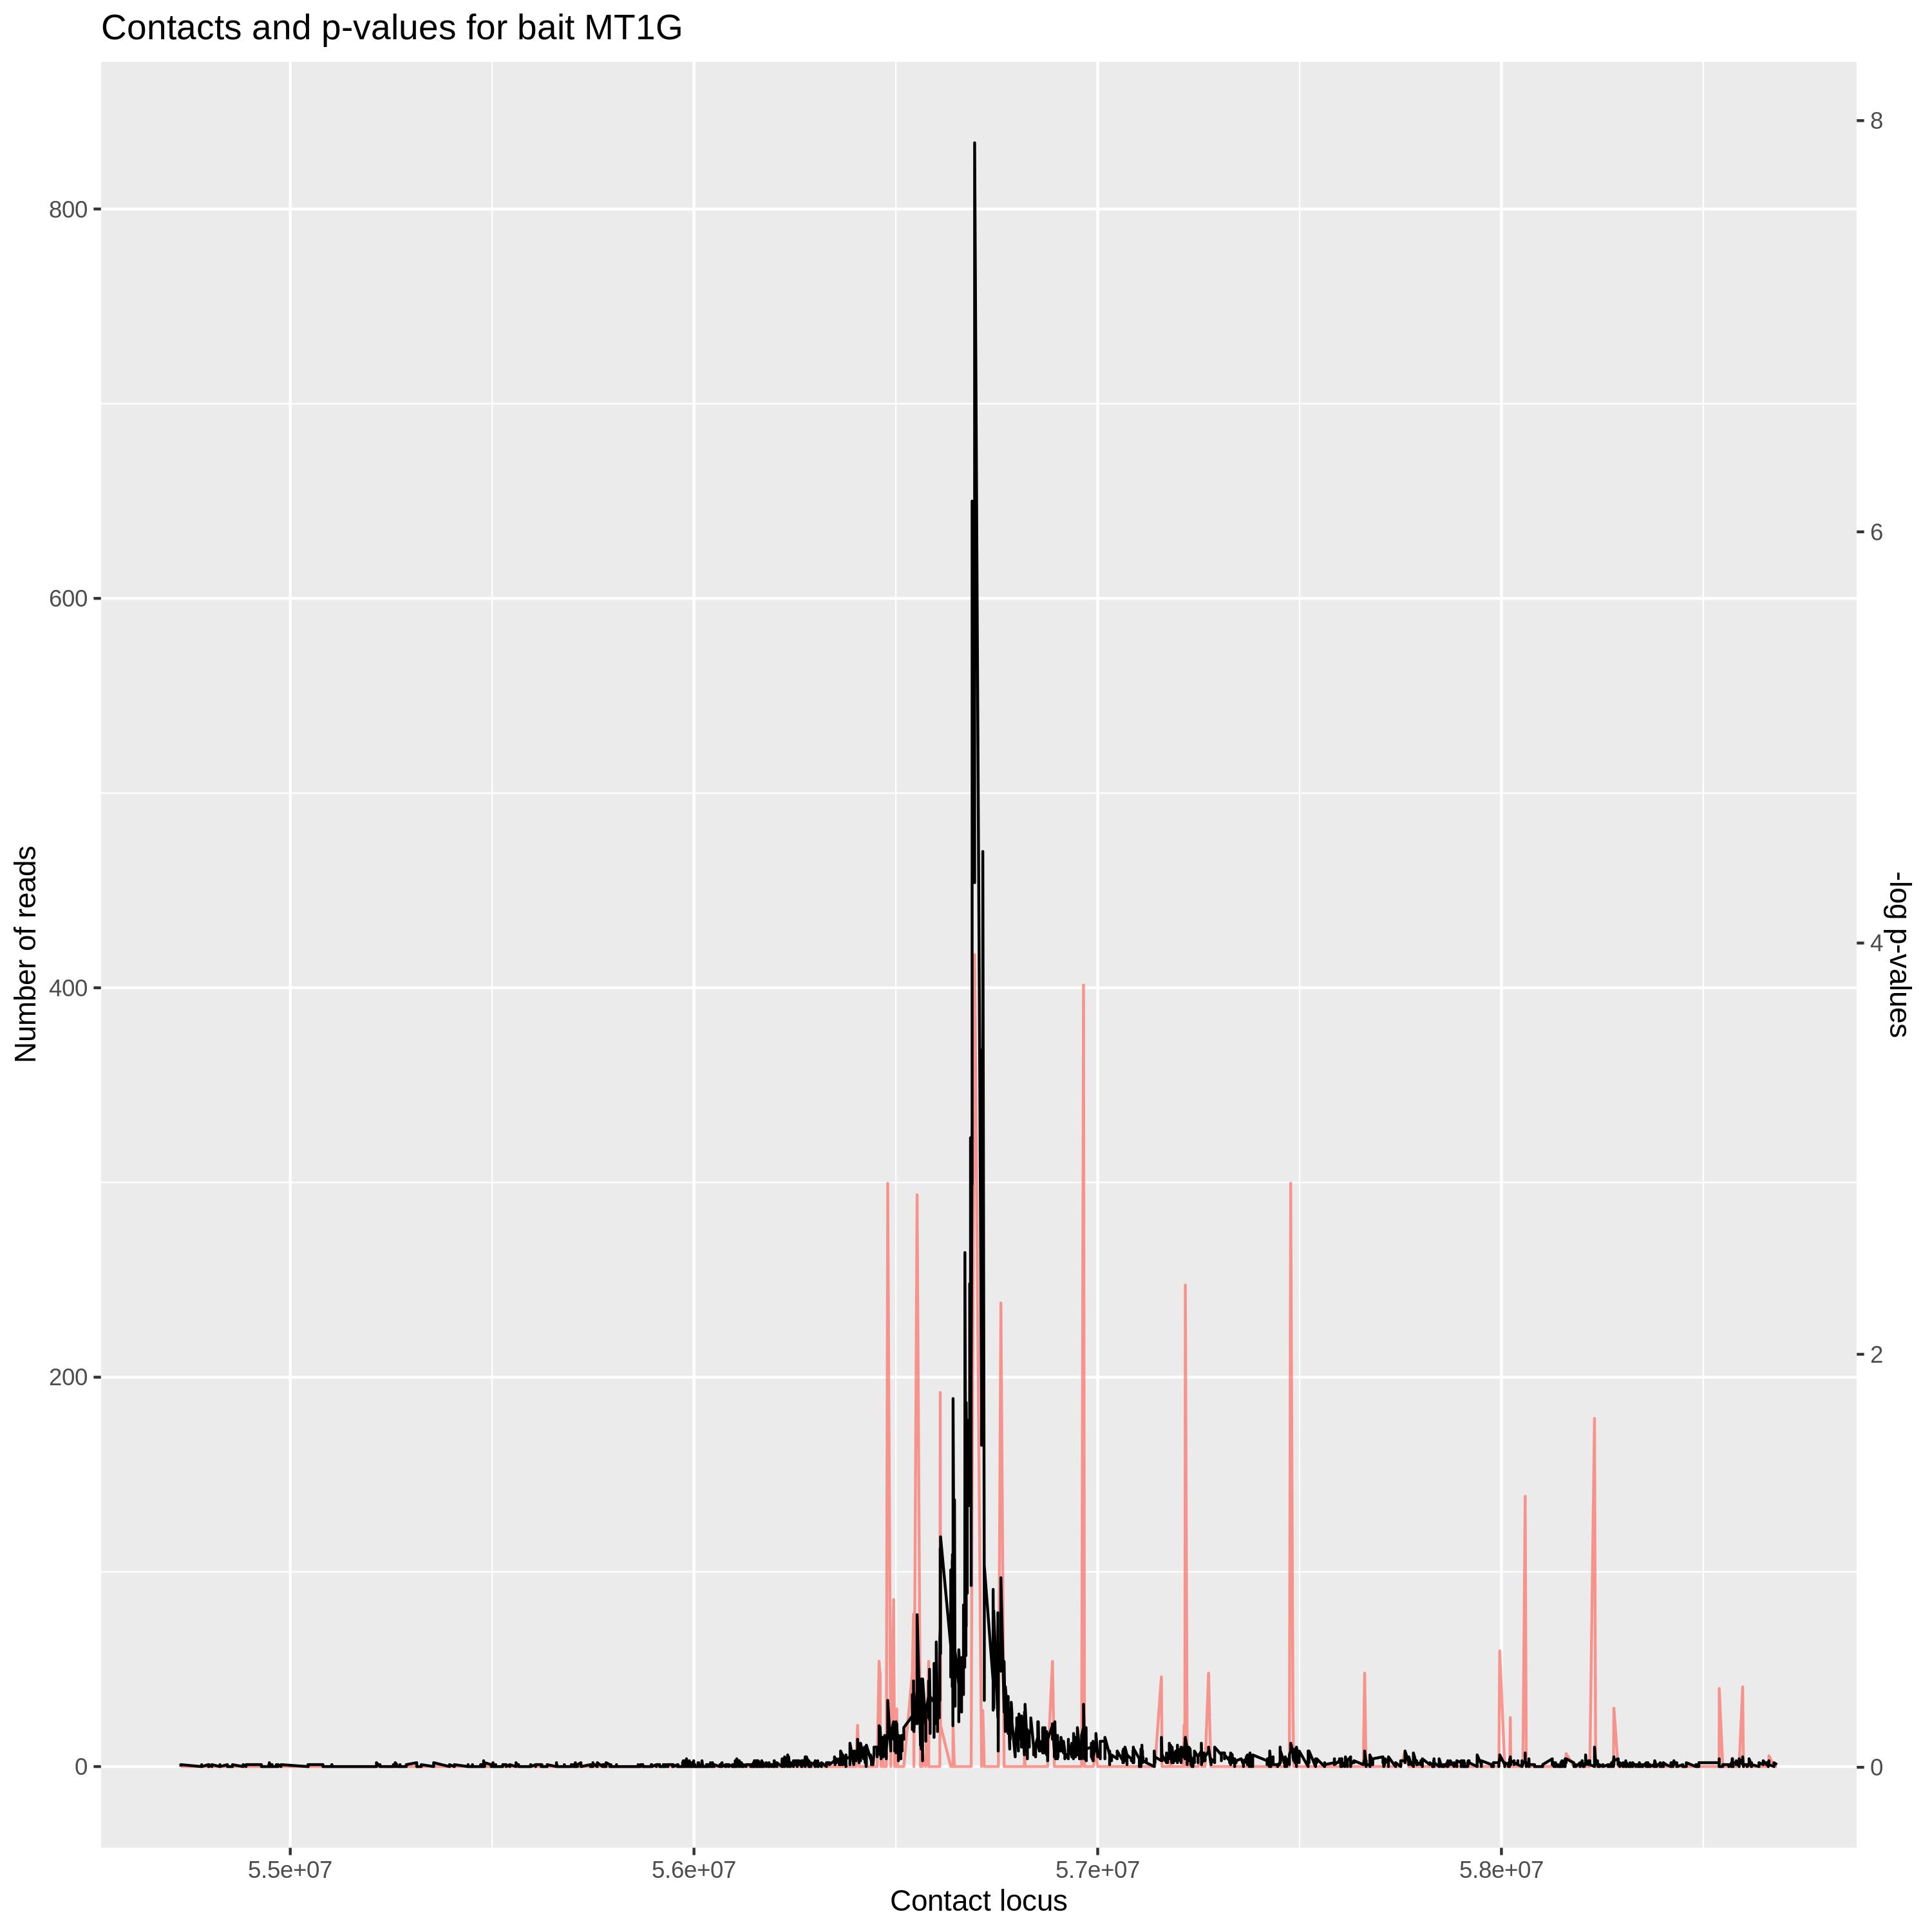 Contacts and p-values for bait MT1G
Number of reads
800
600
400
200
0
8
6
4
2
0
-log p-values
5.5e+07
5.6e+07
5.7e+07
5.8e+07
Contact locus